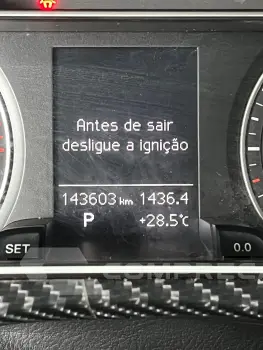 Antes de sair
desligue a ignição
143603 km 1436.4
P +28.5°C
SET 0.0